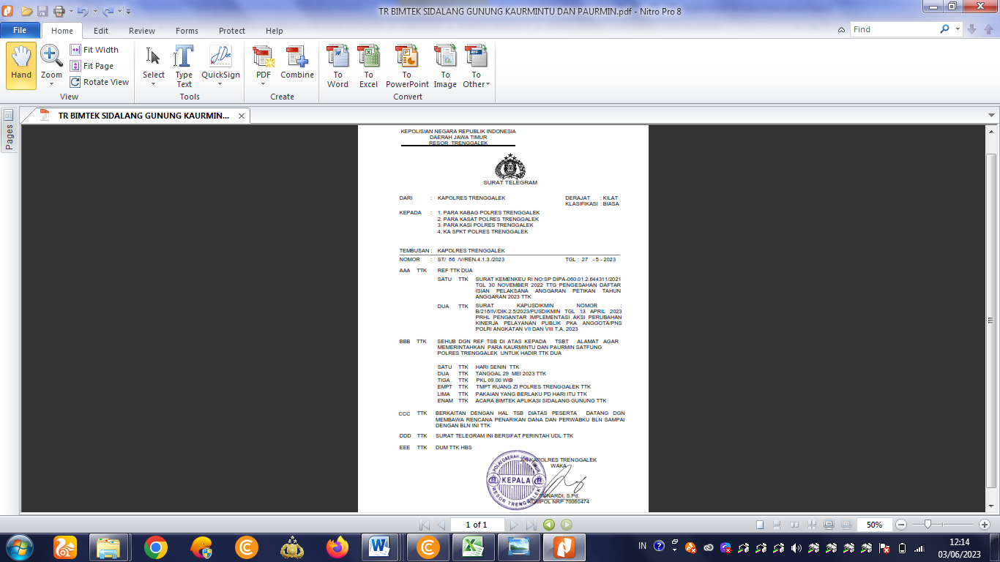 TR BIMTEK SIDALANG GUNUNG KAURMINTU DAN PAURMIN.pdf - Nitro Pro 8
File Home Edit Review Forms Protect Help Find
Hand Zoom Fit Width
Fit Page
Rotate View
Select Type Text QuickSign
PDF Combine
To Word To Excel To PowerPoint To Image To Other
View Tools Create Convert
TR BIMTEK SIDALANG GUNUNG KAURMIN...
Pages
KEPOLISIAN NEGARA REPUBLIK INDONESIA
DAERAH JAWA TIMUR
RESOR TRENGGALEK
SURAT TELEGRAM
DARI : KAPOLRES TRENGGALEK DERAJAT : KILAT
KLASIFIKASI : BIASA
KEPADA : 1. PARA KABAG POLRES TRENGGALEK
2. PARA KASAT POLRES TRENGGALEK
3. PARA KASI POLRES TRENGGALEK
4. KA SPKT POLRES TRENGGALEK
TEMBUSAN : KAPOLRES TRENGGALEK
NOMOR : ST/ 86 /V/REN.4.1.3./2023 TGL : 27 - 5 - 2023
AAA TTK REF TTK DUA
SATU TTK SURAT KEMENKEU RI NO:SP DIPA-060.01.2.644311/2021
TGL 30 NOVEMBER 2022 TTG PENGESAHAN DAFTAR
ISIAN PELAKSANA ANGGARAN PETIKAN TAHUN
ANGGARAN 2023 TTK
DUA TTK SURAT KAPUSDIKMIN NOMOR :
B/216/IV/DIK.2.5/2023/PUSDIKMIN TGL 13 APRIL 2023
PRHL PENGANTAR IMPLEMENTASI AKSI PERUBAHAN
KINERJA PELAYANAN PUBLIK PKA ANGGOTA/PNS
POLRI ANGKATAN VII DAN VIII T.A. 2023
BBB TTK SEHUB DGN REF TSB DI ATAS KEPADA TSBT ALAMAT AGAR
MEMERINTAHKAN PARA KAURMINTU DAN PAURMIN SATFUNG
POLRES TRENGGALEK UNTUK HADIR TTK DUA
SATU TTK HARI SENIN TTK
DUA TTK TANGGAL 29 MEI 2023 TTK
TIGA TTK PKL 09.00 WIB
EMPT TTK TMPT RUANG ZI POLRES TRENGGALEK TTK
LIMA TTK PAKAIAN YANG BERLAKU PD HARI ITU TTK
ENAM TTK ACARA BIMTEK APLIKASI SIDALANG GUNUNG TTK
CCC TTK BERKAITAN DENGAN HAL TSB DIATAS PESERTA DATANG DGN
MEMBAWA RENCANA PENARIKAN DANA DAN PERWABKU BLN SAMPAI
DENGAN BLN INI TTK
DDD TTK SURAT TELEGRAM INI BERSIFAT PERINTAH UDL TTK
EEE TTK DUM TTK HBS
KAPOLRES TRENGGALEK
WAKA
POLRI DAERAH JAWA TIMUR
KEPALA
RESOR TRENGGALEK
SUNARDI, S.Pd.
KOMPOL NRP 70060474
1 of 1
50%
IN
12:14
03/06/2023